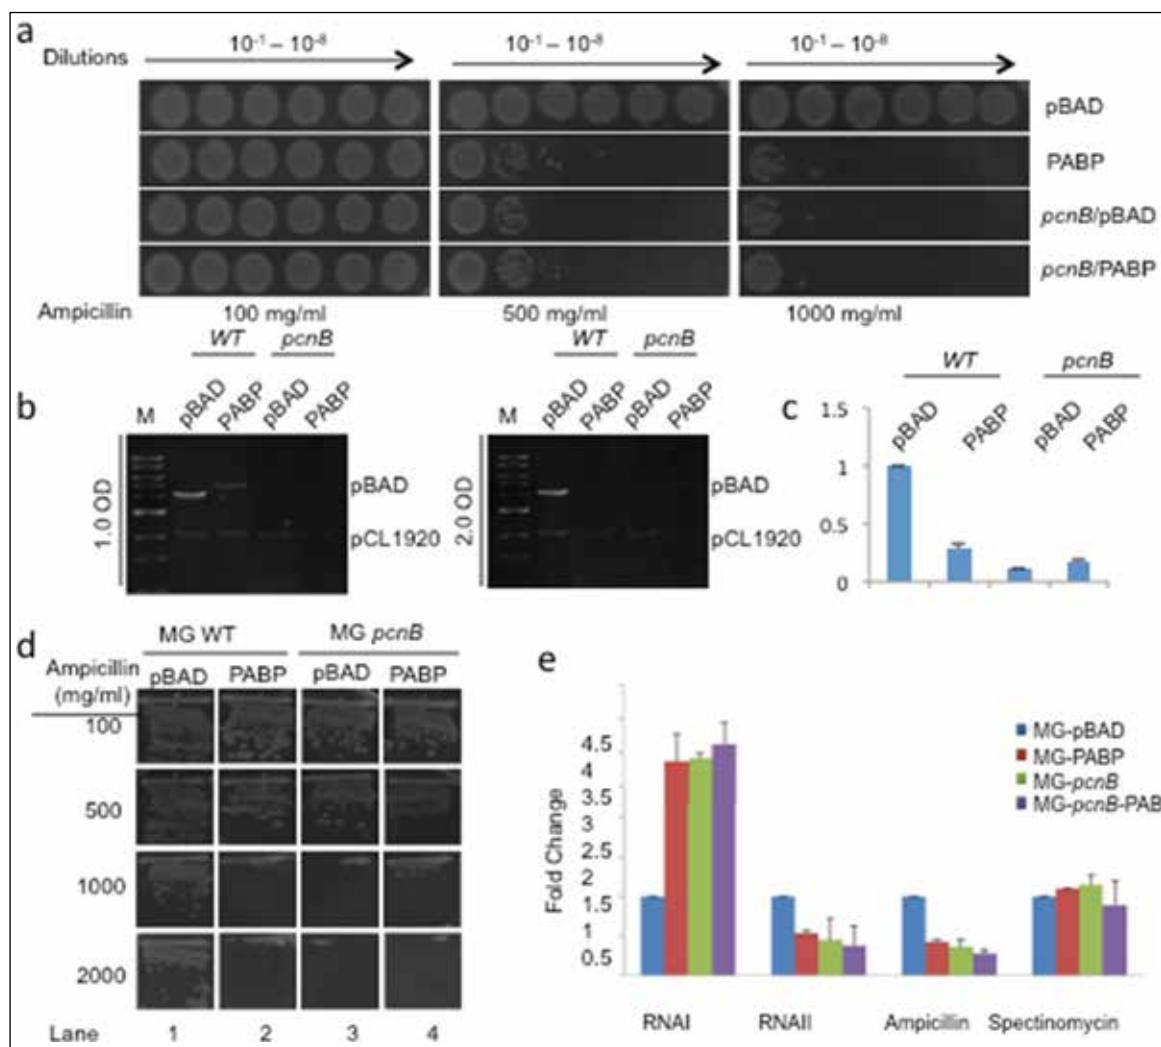 a
Dilutions
10⁻¹ – 10⁻⁸ 10⁻¹ – 10⁻⁸ 10⁻¹ – 10⁻⁸
pBAD
PABP
pcnB/pBAD
pcnB/PABP
Ampicillin 100 mg/ml 500 mg/ml 1000 mg/ml
b
WT pcnB
M pBAD PABP pBAD PABP
1.0 OD
pBAD
pCL1920
WT pcnB
M pBAD PABP pBAD PABP
2.0 OD
pBAD
pCL1920
c
WT pcnB
pBAD PABP pBAD PABP
1.5
1
0.5
0
d
MG WT MG pcnB
Ampicillin (mg/ml)
pBAD PABP pBAD PABP
100
500
1000
2000
Lane 1 2 3 4
e
Fold Change
4.5
4
3.5
3
2.5
2
1.5
1
0.5
MG-pBAD
MG-PABP
MG-pcnB
MG-pcnB-PAB
RNAI RNAII Ampicillin Spectinomycin